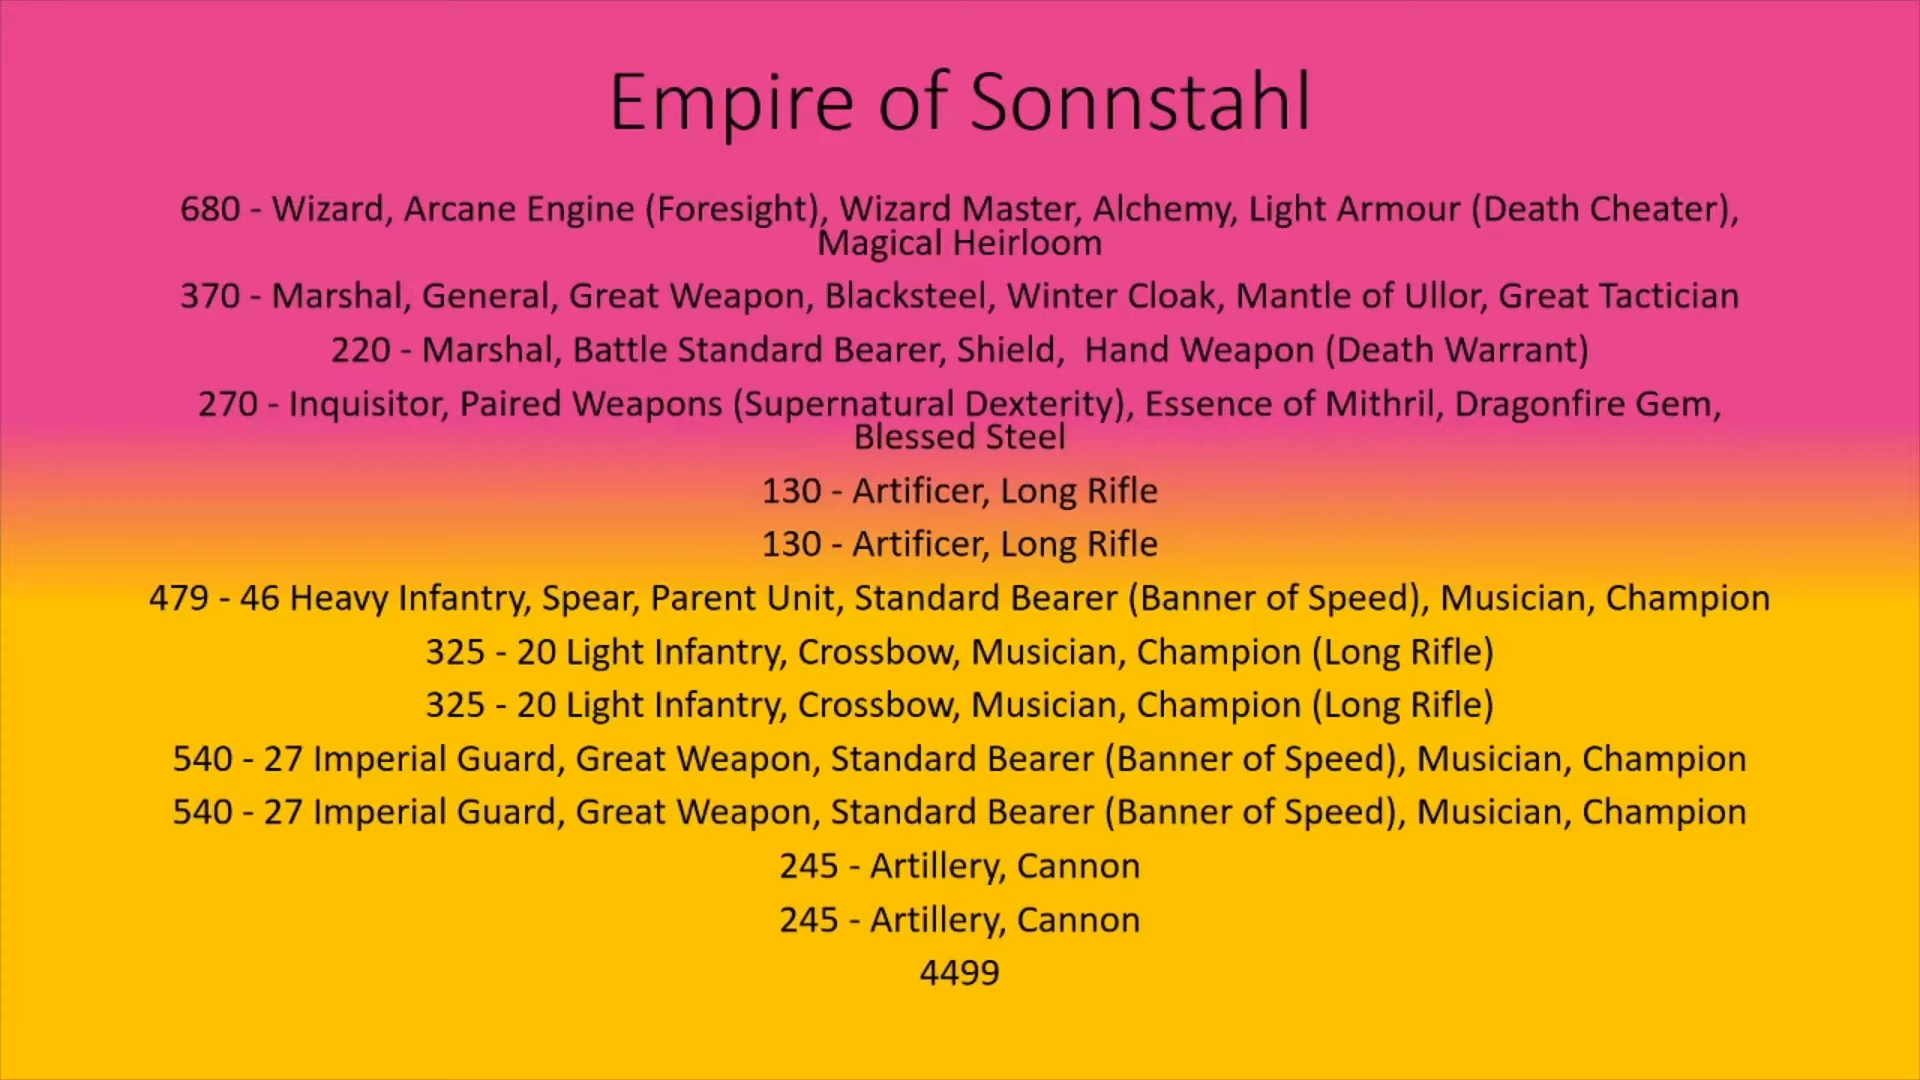 Empire of Sonnstahl
680 - Wizard, Arcane Engine (Foresight), Wizard Master, Alchemy, Light Armour (Death Cheater),
Magical Heirloom
370 - Marshal, General, Great Weapon, Blacksteel, Winter Cloak, Mantle of Ullor, Great Tactician
220 - Marshal, Battle Standard Bearer, Shield,  Hand Weapon (Death Warrant)
270 - Inquisitor, Paired Weapons (Supernatural Dexterity), Essence of Mithril, Dragonfire Gem,
Blessed Steel
130 - Artificer, Long Rifle
130 - Artificer, Long Rifle
479 - 46 Heavy Infantry, Spear, Parent Unit, Standard Bearer (Banner of Speed), Musician, Champion
325 - 20 Light Infantry, Crossbow, Musician, Champion (Long Rifle)
325 - 20 Light Infantry, Crossbow, Musician, Champion (Long Rifle)
540 - 27 Imperial Guard, Great Weapon, Standard Bearer (Banner of Speed), Musician, Champion
540 - 27 Imperial Guard, Great Weapon, Standard Bearer (Banner of Speed), Musician, Champion
245 - Artillery, Cannon
245 - Artillery, Cannon
4499